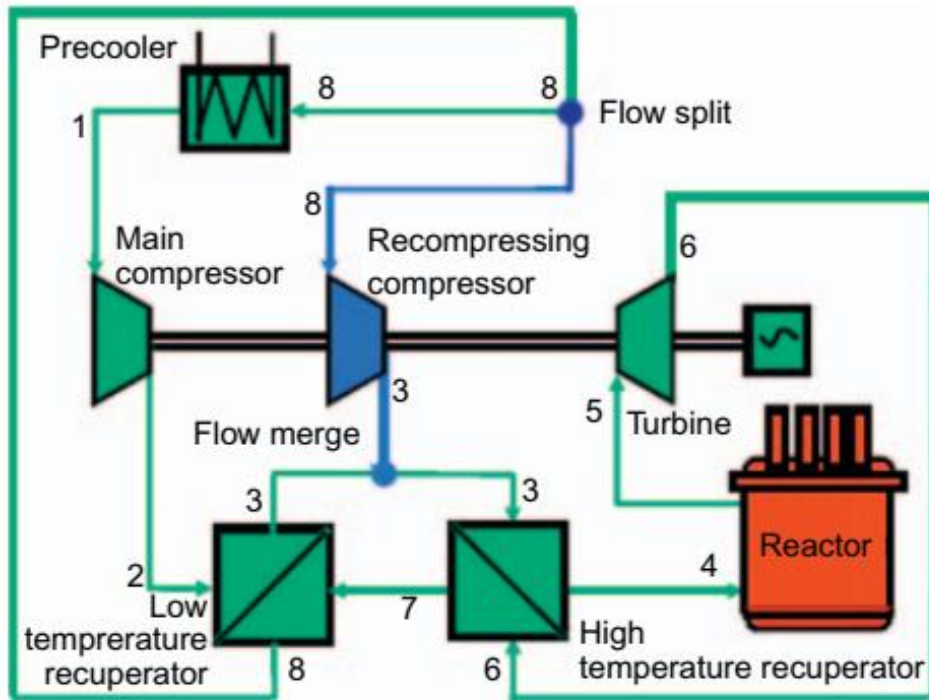 Precooler
8
8
Flow split
1
8
6
Main
compressor
Recompressing
compressor
3
5
Turbine
Flow merge
3
3
Reactor
2
7
4
Low
temprerature
recuperator
8
6
High
temperature recuperator